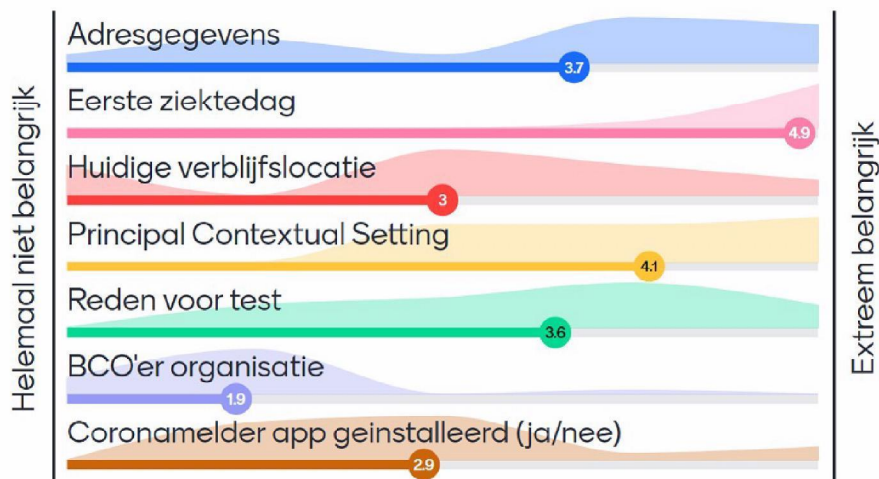 Helemaal niet belangrijk
Adresgegevens
3.7
Eerste ziektedag
4.9
Huidige verblijfslocatie
3
Principal Contextual Setting
4.1
Reden voor test
3.6
BCO'er organisatie
1.9
Coronamelder app geinstalleerd (ja/nee)
2.9
Extreem belangrijk